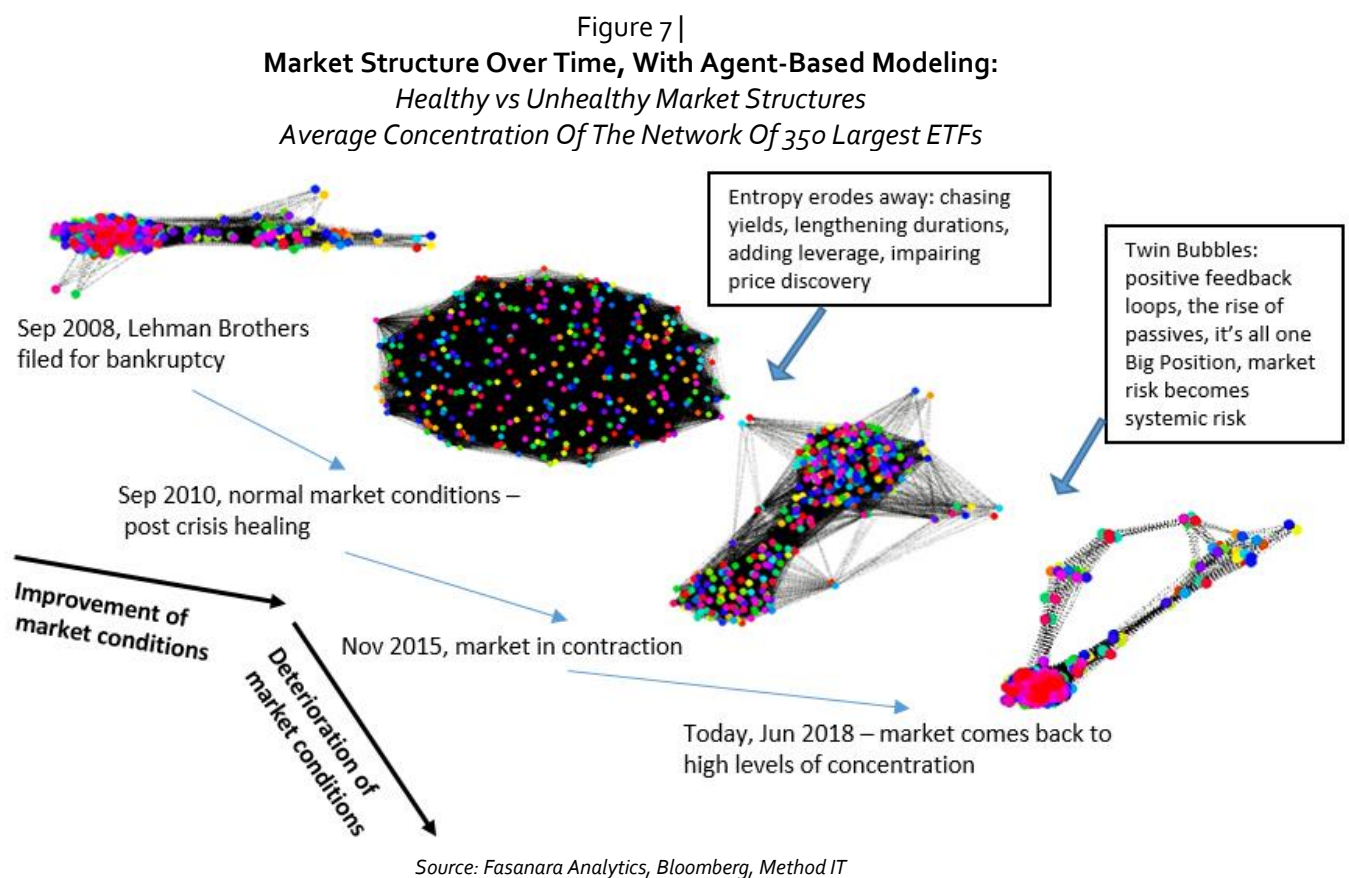 Figure 7 |
Market Structure Over Time, With Agent-Based Modeling:
Healthy vs Unhealthy Market Structures
Average Concentration Of The Network Of 350 Largest ETFs
Entropy erodes away: chasing
yields, lengthening durations,
adding leverage, impairing
price discovery
Twin Bubbles:
positive feedback
loops, the rise of
passives, it's all one
Big Position, market
risk becomes
systemic risk
Sep 2008, Lehman Brothers
filed for bankruptcy
Sep 2010, normal market conditions –
post crisis healing
Improvement of
market conditions
Nov 2015, market in contraction
Deterioration of
market conditions
Today, Jun 2018 – market comes back to
high levels of concentration
Source: Fasanara Analytics, Bloomberg, Method IT